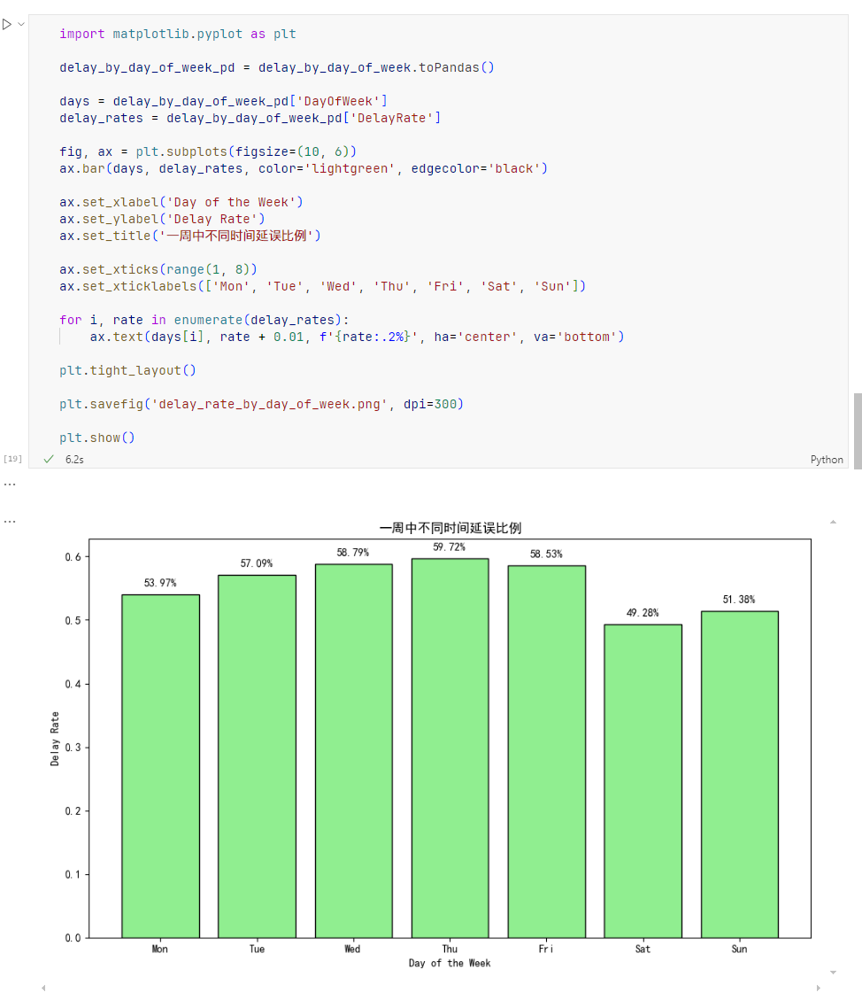 import matplotlib.pyplot as plt
delay_by_day_of_week_pd = delay_by_day_of_week.toPandas()
days = delay_by_day_of_week_pd['DayOfWeek']
delay_rates = delay_by_day_of_week_pd['DelayRate']
fig, ax = plt.subplots(figsize=(10, 6))
ax.bar(days, delay_rates, color='lightgreen', edgecolor='black')
ax.set_xlabel('Day of the Week')
ax.set_ylabel('Delay Rate')
ax.set_title('一周中不同时间延误比例')
ax.set_xticks(range(1, 8))
ax.set_xticklabels(['Mon', 'Tue', 'Wed', 'Thu', 'Fri', 'Sat', 'Sun'])
for i, rate in enumerate(delay_rates):
    ax.text(days[i], rate + 0.01, f'{rate:.2%}', ha='center', va='bottom')
plt.tight_layout()
plt.savefig('delay_rate_by_day_of_week.png', dpi=300)
plt.show()
[19] 6.2s Python
...
...
一周中不同时间延误比例
0.6
0.5
0.4
0.3
0.2
0.1
0.0
Delay Rate
53.97%
57.09%
58.79%
59.72%
58.53%
49.28%
51.38%
Mon Tue Wed Thu Fri Sat Sun
Day of the Week